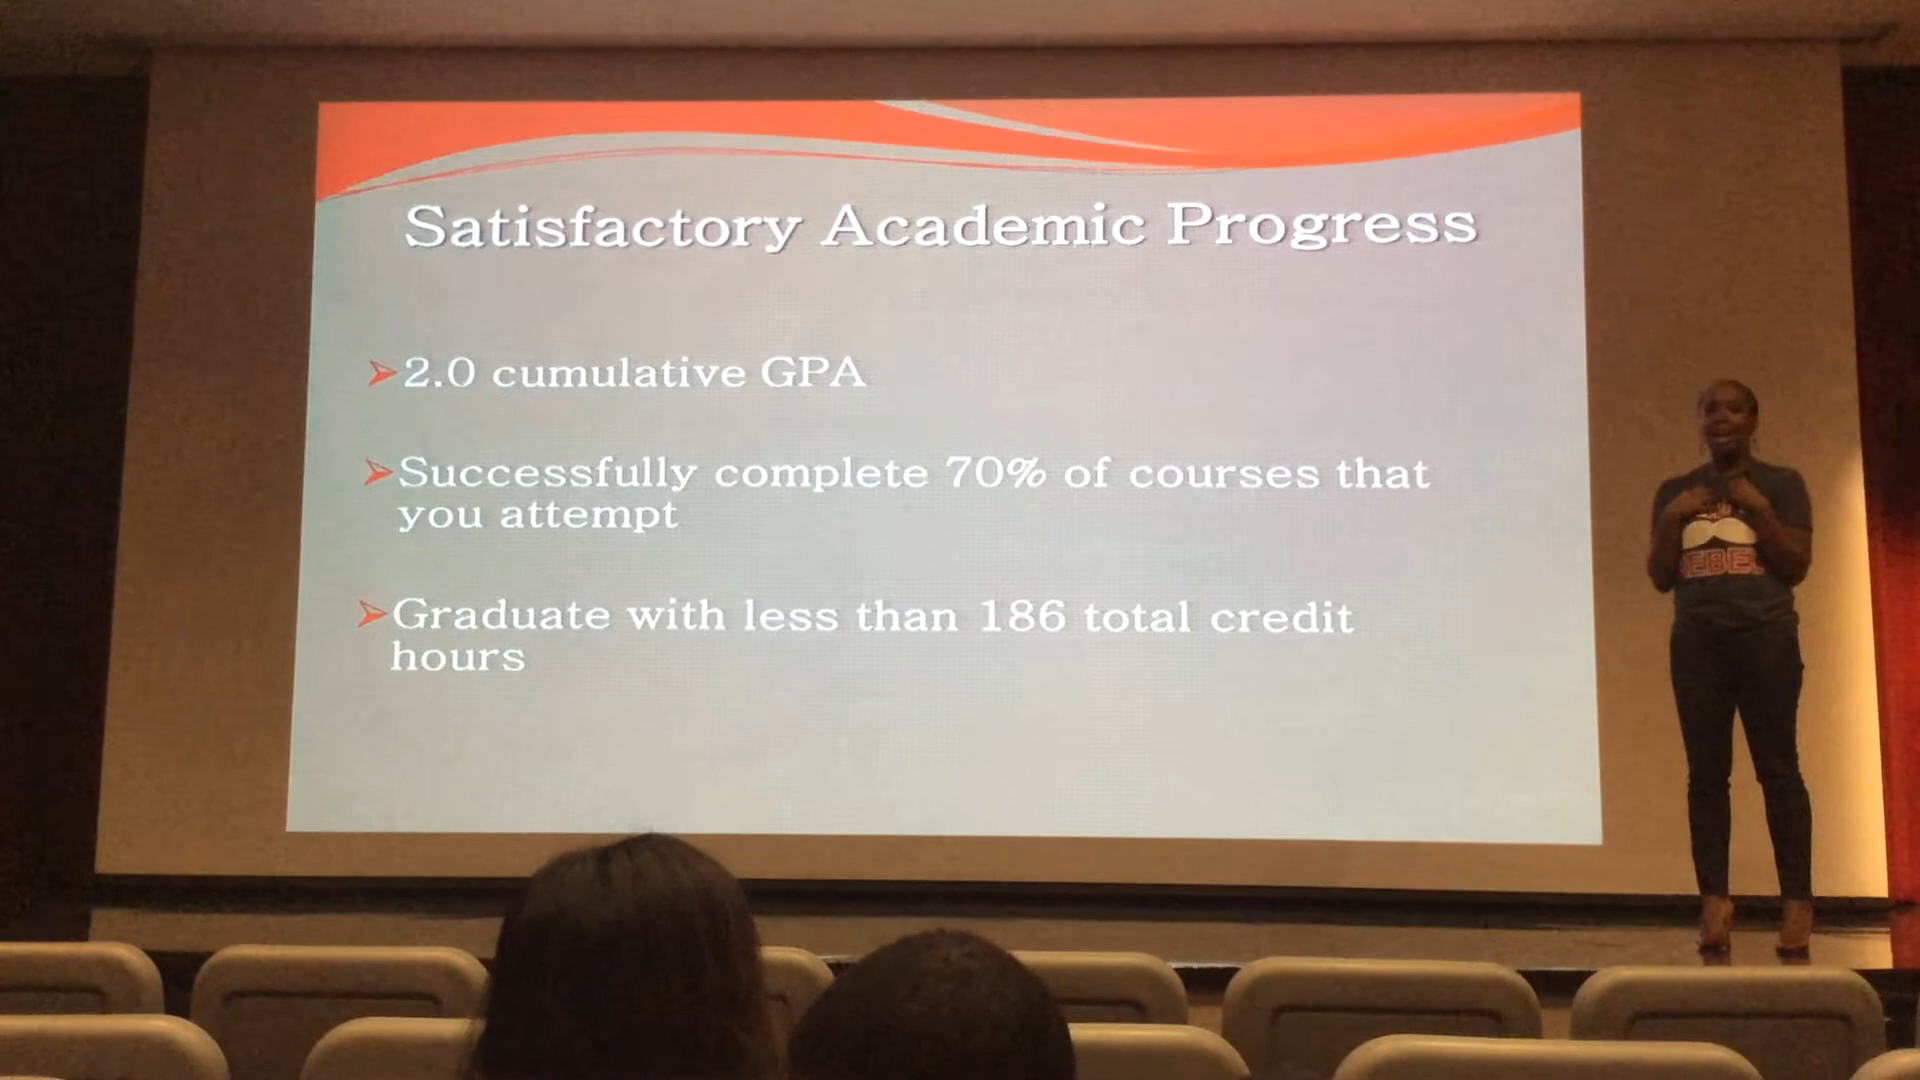 Satisfactory Academic Progress
➢2.0 cumulative GPA
➢Successfully complete 70% of courses that
you attempt
➢Graduate with less than 186 total credit
hours